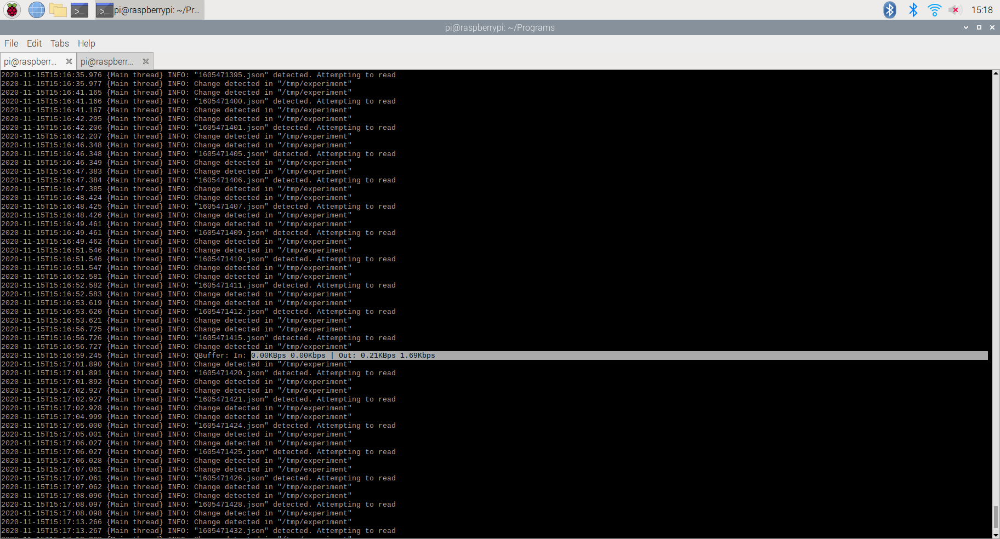 pi@raspberrypi: ~/Pr...
15:18
pi@raspberrypi: ~/Programs
File Edit Tabs Help
pi@raspberr... pi@raspberr...
2020-11-15T15:16:35.976 {Main thread} INFO: "1605471395.json" detected. Attempting to read
2020-11-15T15:16:35.977 {Main thread} INFO: Change detected in "/tmp/experiment"
2020-11-15T15:16:41.165 {Main thread} INFO: Change detected in "/tmp/experiment"
2020-11-15T15:16:41.166 {Main thread} INFO: "1605471400.json" detected. Attempting to read
2020-11-15T15:16:41.167 {Main thread} INFO: Change detected in "/tmp/experiment"
2020-11-15T15:16:42.205 {Main thread} INFO: Change detected in "/tmp/experiment"
2020-11-15T15:16:42.206 {Main thread} INFO: "1605471401.json" detected. Attempting to read
2020-11-15T15:16:42.207 {Main thread} INFO: Change detected in "/tmp/experiment"
2020-11-15T15:16:46.348 {Main thread} INFO: Change detected in "/tmp/experiment"
2020-11-15T15:16:46.348 {Main thread} INFO: "1605471405.json" detected. Attempting to read
2020-11-15T15:16:46.349 {Main thread} INFO: Change detected in "/tmp/experiment"
2020-11-15T15:16:47.383 {Main thread} INFO: Change detected in "/tmp/experiment"
2020-11-15T15:16:47.384 {Main thread} INFO: "1605471406.json" detected. Attempting to read
2020-11-15T15:16:47.385 {Main thread} INFO: Change detected in "/tmp/experiment"
2020-11-15T15:16:48.424 {Main thread} INFO: Change detected in "/tmp/experiment"
2020-11-15T15:16:48.425 {Main thread} INFO: "1605471407.json" detected. Attempting to read
2020-11-15T15:16:48.426 {Main thread} INFO: Change detected in "/tmp/experiment"
2020-11-15T15:16:49.461 {Main thread} INFO: Change detected in "/tmp/experiment"
2020-11-15T15:16:49.461 {Main thread} INFO: "1605471409.json" detected. Attempting to read
2020-11-15T15:16:49.462 {Main thread} INFO: Change detected in "/tmp/experiment"
2020-11-15T15:16:51.546 {Main thread} INFO: Change detected in "/tmp/experiment"
2020-11-15T15:16:51.546 {Main thread} INFO: "1605471410.json" detected. Attempting to read
2020-11-15T15:16:51.547 {Main thread} INFO: Change detected in "/tmp/experiment"
2020-11-15T15:16:52.581 {Main thread} INFO: Change detected in "/tmp/experiment"
2020-11-15T15:16:52.582 {Main thread} INFO: "1605471411.json" detected. Attempting to read
2020-11-15T15:16:52.583 {Main thread} INFO: Change detected in "/tmp/experiment"
2020-11-15T15:16:53.619 {Main thread} INFO: Change detected in "/tmp/experiment"
2020-11-15T15:16:53.620 {Main thread} INFO: "1605471412.json" detected. Attempting to read
2020-11-15T15:16:53.621 {Main thread} INFO: Change detected in "/tmp/experiment"
2020-11-15T15:16:56.725 {Main thread} INFO: Change detected in "/tmp/experiment"
2020-11-15T15:16:56.726 {Main thread} INFO: "1605471415.json" detected. Attempting to read
2020-11-15T15:16:56.727 {Main thread} INFO: Change detected in "/tmp/experiment"
2020-11-15T15:16:59.245 {Main thread} INFO: QBuffer: In: 0.00KBps 0.00Kbps | Out: 0.21KBps 1.69Kbps
2020-11-15T15:17:01.890 {Main thread} INFO: Change detected in "/tmp/experiment"
2020-11-15T15:17:01.891 {Main thread} INFO: "1605471420.json" detected. Attempting to read
2020-11-15T15:17:01.892 {Main thread} INFO: Change detected in "/tmp/experiment"
2020-11-15T15:17:02.927 {Main thread} INFO: Change detected in "/tmp/experiment"
2020-11-15T15:17:02.927 {Main thread} INFO: "1605471421.json" detected. Attempting to read
2020-11-15T15:17:02.928 {Main thread} INFO: Change detected in "/tmp/experiment"
2020-11-15T15:17:04.999 {Main thread} INFO: Change detected in "/tmp/experiment"
2020-11-15T15:17:05.000 {Main thread} INFO: "1605471424.json" detected. Attempting to read
2020-11-15T15:17:05.001 {Main thread} INFO: Change detected in "/tmp/experiment"
2020-11-15T15:17:06.027 {Main thread} INFO: Change detected in "/tmp/experiment"
2020-11-15T15:17:06.027 {Main thread} INFO: "1605471425.json" detected. Attempting to read
2020-11-15T15:17:06.028 {Main thread} INFO: Change detected in "/tmp/experiment"
2020-11-15T15:17:07.061 {Main thread} INFO: Change detected in "/tmp/experiment"
2020-11-15T15:17:07.061 {Main thread} INFO: "1605471426.json" detected. Attempting to read
2020-11-15T15:17:07.062 {Main thread} INFO: Change detected in "/tmp/experiment"
2020-11-15T15:17:08.096 {Main thread} INFO: Change detected in "/tmp/experiment"
2020-11-15T15:17:08.097 {Main thread} INFO: "1605471428.json" detected. Attempting to read
2020-11-15T15:17:08.098 {Main thread} INFO: Change detected in "/tmp/experiment"
2020-11-15T15:17:13.266 {Main thread} INFO: Change detected in "/tmp/experiment"
2020-11-15T15:17:13.267 {Main thread} INFO: "1605471432.json" detected. Attempting to read